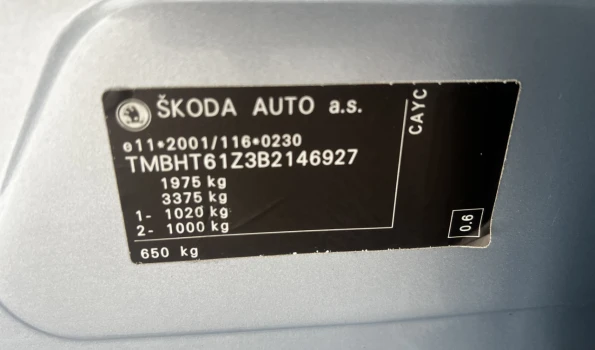 ŠKODA AUTO a.s.
e11*2001/116*0230
TMBHT61Z3B2146927
1975 kg
3375 kg
1- 1020 kg
2- 1000 kg
650 kg
CAYC
0.6